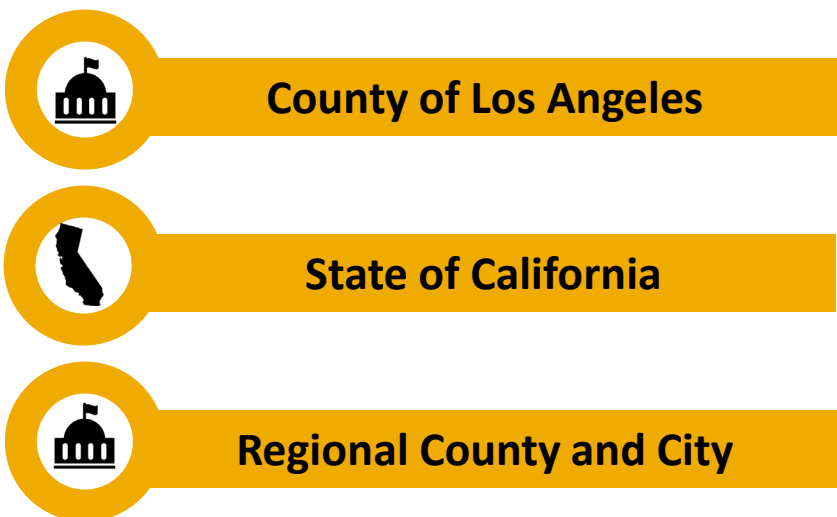 County of Los Angeles
State of California
Regional County and City